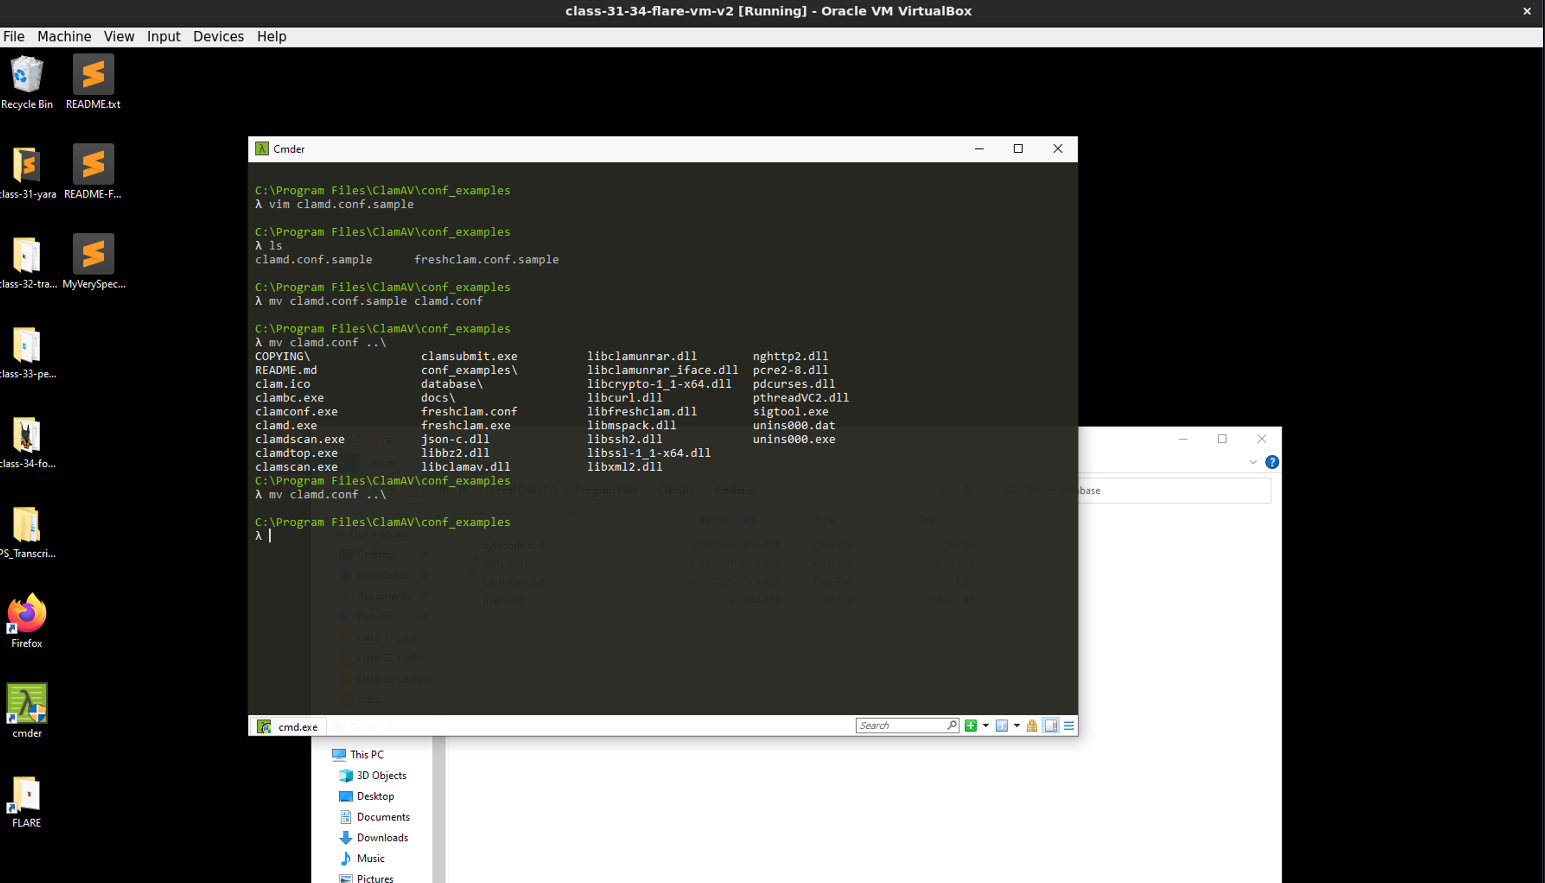 class-31-34-flare-vm-v2 [Running] - Oracle VM VirtualBox
File Machine View Input Devices Help
Recycle Bin
README.txt
class-31-yara
README-F...
class-32-tra...
MyVerySpec...
class-33-pe...
class-34-fo...
PS_Transcri...
Firefox
cmder
FLARE
Cmder
C:\Program Files\ClamAV\conf_examples
λ vim clamd.conf.sample
C:\Program Files\ClamAV\conf_examples
λ ls
clamd.conf.sample freshclam.conf.sample
C:\Program Files\ClamAV\conf_examples
λ mv clamd.conf.sample clamd.conf
C:\Program Files\ClamAV\conf_examples
λ mv clamd.conf ..\
COPYING\ clamsubmit.exe libclamunrar.dll nghttp2.dll
README.md conf_examples\ libclamunrar_iface.dll pcre2-8.dll
clam.ico database\ libcrypto-1_1-x64.dll pdcurses.dll
clambc.exe docs\ libcurl.dll pthreadVC2.dll
clamconf.exe freshclam.conf libfreshclam.dll sigtool.exe
clamd.exe freshclam.exe libmspack.dll unins000.dat
clamdscan.exe json-c.dll libssh2.dll unins000.exe
clamdtop.exe libbz2.dll libssl-1_1-x64.dll
clamscan.exe libclamav.dll libxml2.dll
C:\Program Files\ClamAV\conf_examples
λ mv clamd.conf ..\
C:\Program Files\ClamAV\conf_examples
λ
cmd.exe
Search
This PC
3D Objects
Desktop
Documents
Downloads
Music
Pictures